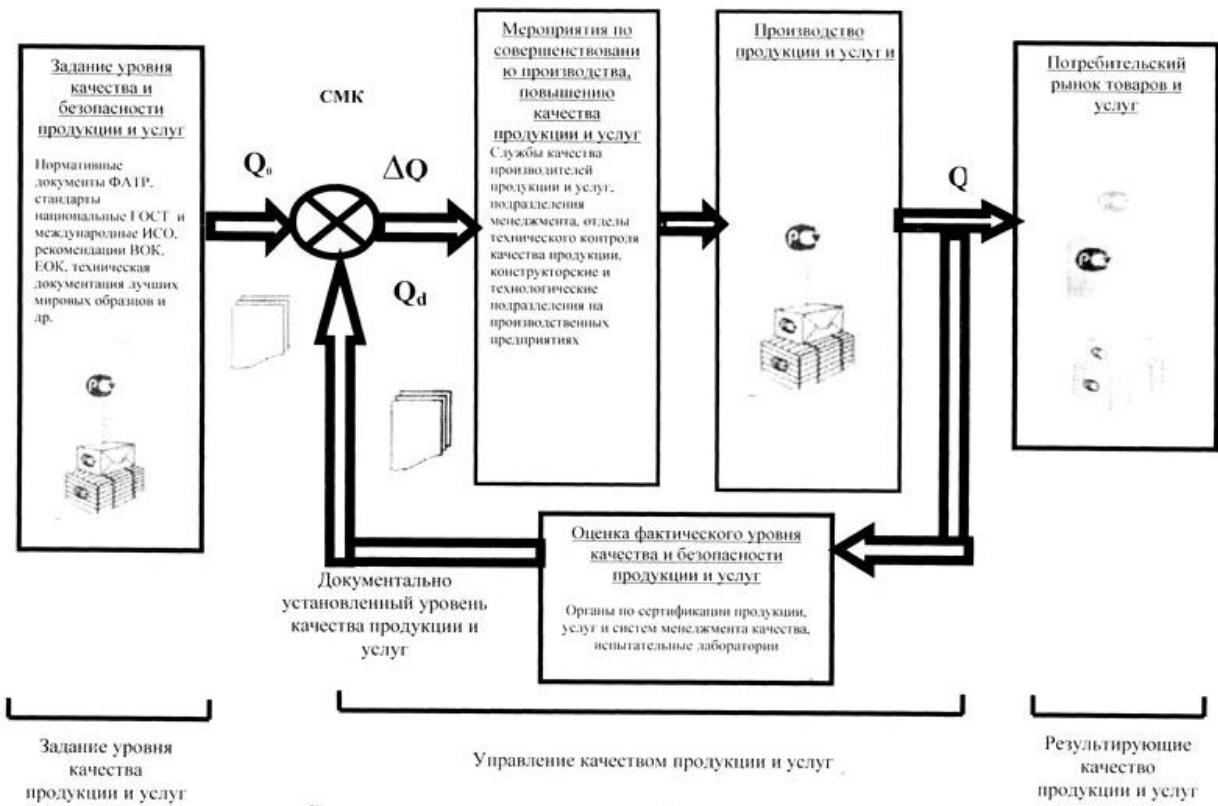 Задание уровня
качества и
безопасности
продукции и услуг
Нормативные
документы ФАТР,
стандарты
национальные ГОСТ и
международные ИСО,
рекомендации ВОК,
ЕОК, техническая
документация лучших
мировых образцов и
др.
Q₀
СМК
ΔQ
Qd
Мероприятия по
совершенствовани
ю производства,
повышению
качества
продукции и услуг
Службы качества
производителей
продукции и услуг,
подразделения
менеджмента, отделы
технического контроля
качества продукции,
конструкторские и
технологические
подразделения на
производственных
предприятиях
Производство
продукции и услуг и
Q
Потребительский
рынок товаров и
услуг
Оценка фактического уровня
качества и безопасности
продукции и услуг
Органы по сертификации продукции,
услуг и систем менеджмента качества,
испытательные лаборатории
Документально
установленный уровень
качества продукции и
услуг
Задание уровня
качества
продукции и услуг
Управление качеством продукции и услуг
Результирующие
качество
продукции и услуг